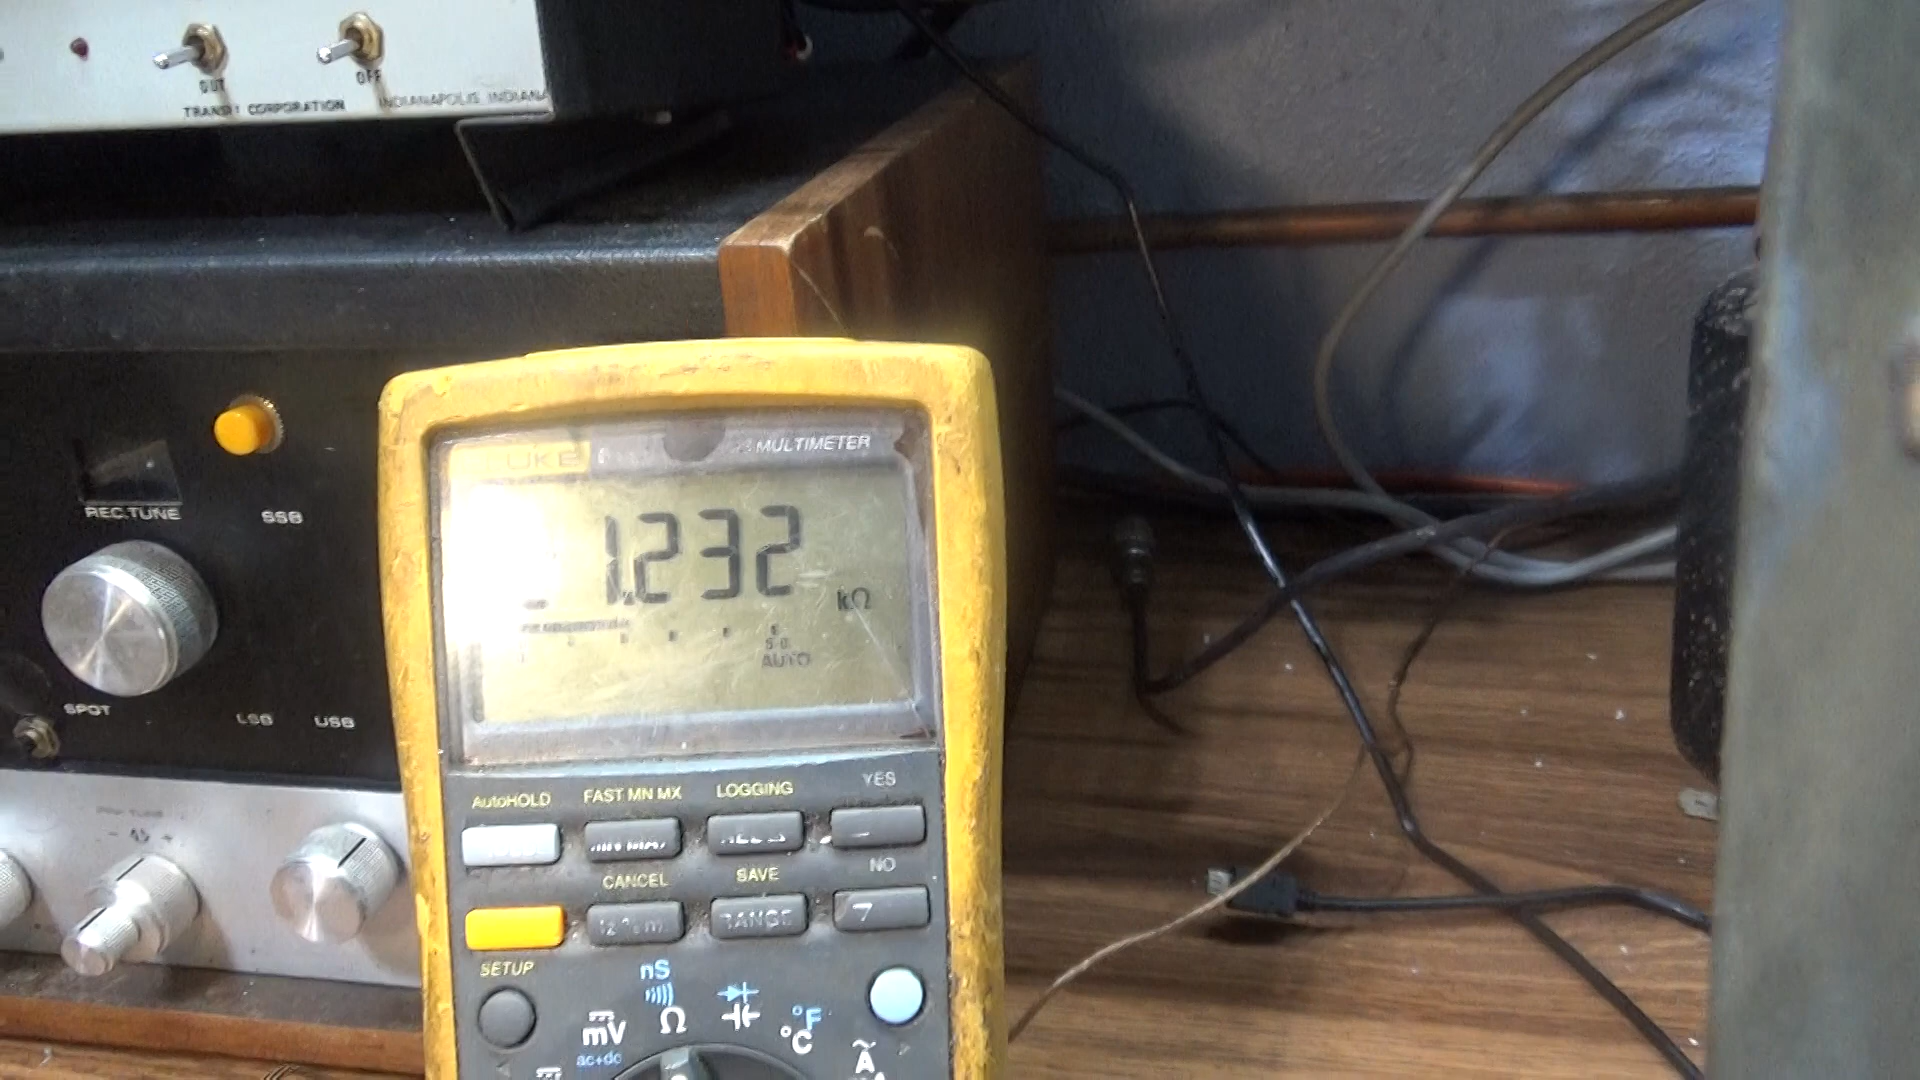 OUT
OFF
CORPORATION INDIANAPOLIS INDIANA
REC.TUNE
SSB
SPOT
LSB
USB
MULTIMETER
1.232
kΩ
AUTO
AutoHOLD
FAST MN MX
LOGGING
YES
CANCEL
SAVE
NO
RANGE
SETUP
nS
Ω
mV
°F
°C
ac+dc
A